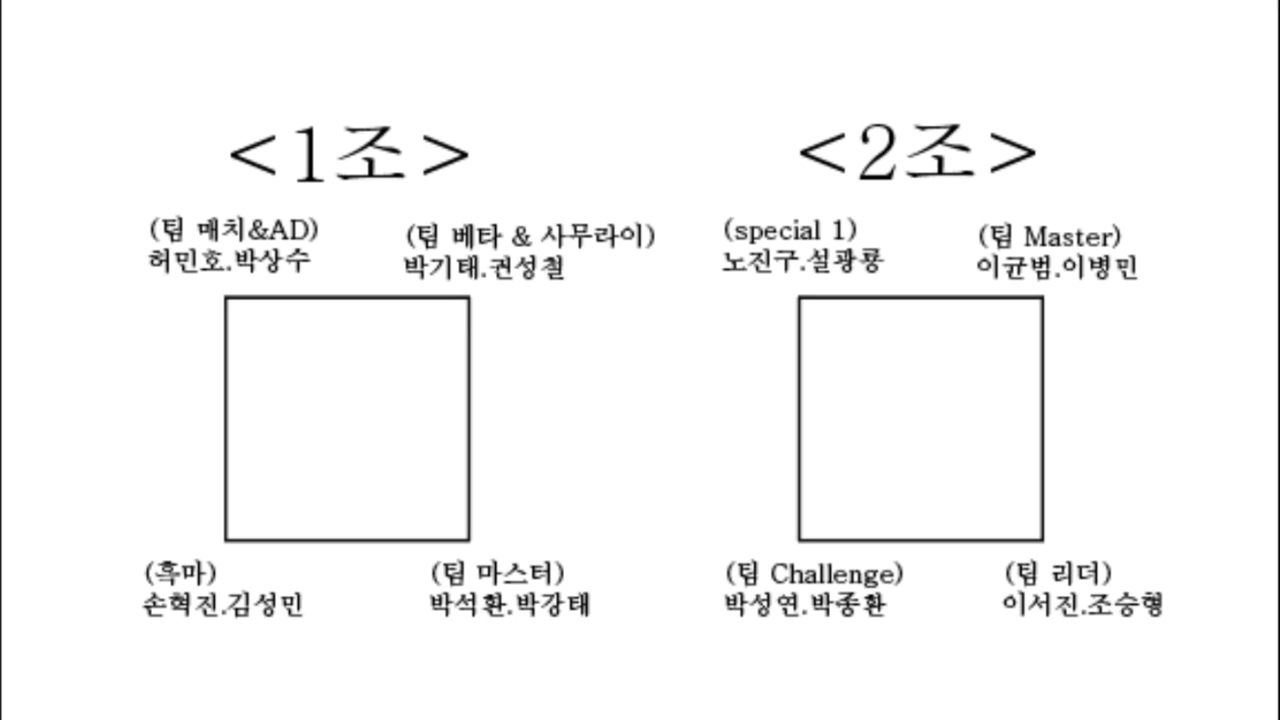 <1조>
(팀 매치&AD)
허민호.박상수
(팀 베타 & 사무라이)
박기태.권성철
(흑마)
손혁진.김성민
(팀 마스터)
박석환.박강태
<2조>
(special 1)
노진구.설광룡
(팀 Master)
이균범.이병민
(팀 Challenge)
박성연.박종환
(팀 리더)
이서진.조승형